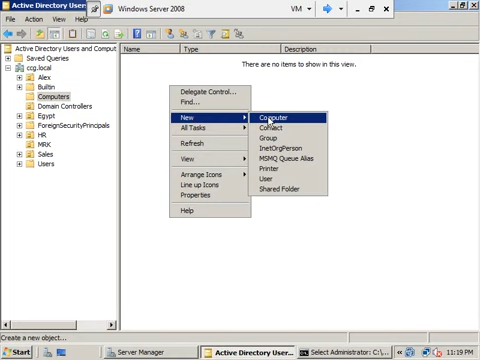 Active Directory Users
Windows Server 2008
VM
File Action View Help
Active Directory Users and Comput
Saved Queries
ccg.local
Alex
Builtin
Computers
Domain Controllers
Egypt
ForeignSecurityPrincipals
HR
MRK
Sales
Users
Name Type Description
There are no items to show in this view.
Delegate Control...
Find...
New
All Tasks
Refresh
View
Arrange Icons
Line up Icons
Properties
Help
Computer
Contact
Group
InetOrgPerson
MSMQ Queue Alias
Printer
User
Shared Folder
Create a new object...
Start
Server Manager
Active Directory User...
Select Administrator: C:\...
11:19 PM